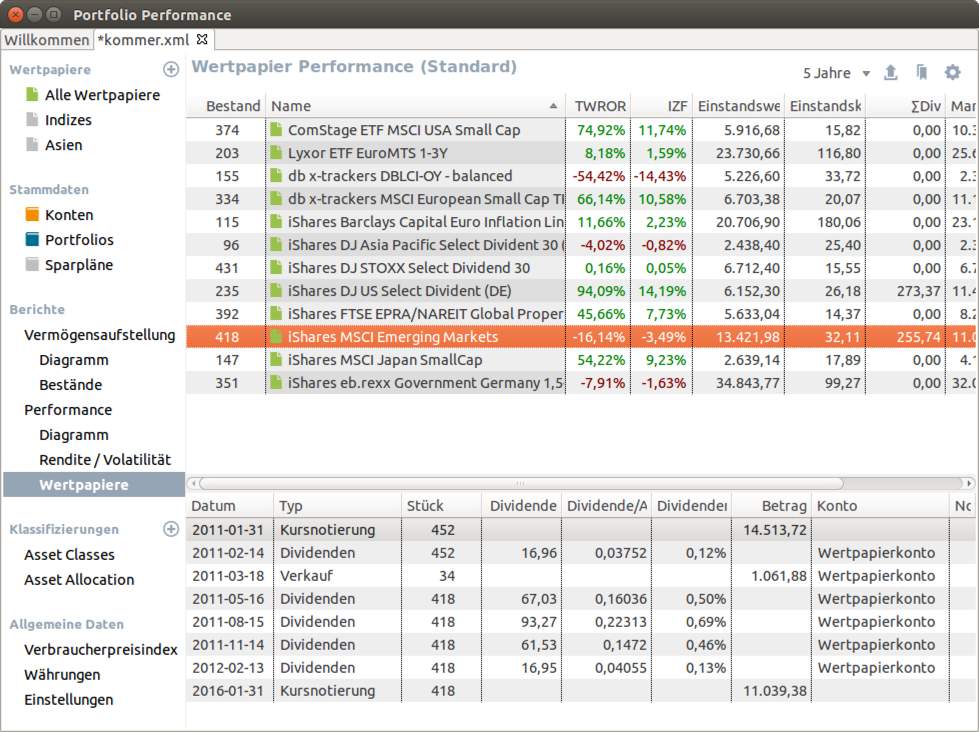 Portfolio Performance
Willkommen *kommer.xml
Wertpapiere
Alle Wertpapiere
Indizes
Asien
Stammdaten
Konten
Portfolios
Sparpläne
Berichte
Vermögensaufstellung
Diagramm
Bestände
Performance
Diagramm
Rendite / Volatilität
Wertpapiere
Klassifizierungen
Asset Classes
Asset Allocation
Allgemeine Daten
Verbraucherpreisindex
Währungen
Einstellungen
Wertpapier Performance (Standard)
5 Jahre
Bestand Name TWROR IZF Einstandswe Einstandsk ∑Div Mar
374 ComStage ETF MSCI USA Small Cap 74,92% 11,74% 5.916,68 15,82 0,00 10.3
203 Lyxor ETF EuroMTS 1-3Y 8,18% 1,59% 23.730,66 116,80 0,00 25.6
155 db x-trackers DBLCI-OY - balanced -54,42% -14,43% 5.226,60 33,72 0,00 2.3
334 db x-trackers MSCI European Small Cap TI 66,14% 10,58% 6.703,38 20,07 0,00 11.1
115 iShares Barclays Capital Euro Inflation Lin 11,66% 2,23% 20.706,90 180,06 0,00 23.1
96 iShares DJ Asia Pacific Select Divident 30 ( -4,02% -0,82% 2.438,40 25,40 0,00 2.3
431 iShares DJ STOXX Select Dividend 30 0,16% 0,05% 6.712,40 15,55 0,00 6.7
235 iShares DJ US Select Divident (DE) 94,09% 14,19% 6.152,30 26,18 273,37 11.4
392 iShares FTSE EPRA/NAREIT Global Proper 45,66% 7,73% 5.633,04 14,37 0,00 8.2
418 iShares MSCI Emerging Markets -16,14% -3,49% 13.421,98 32,11 255,74 11.0
147 iShares MSCI Japan SmallCap 54,22% 9,23% 2.639,14 17,89 0,00 4.1
351 iShares eb.rexx Government Germany 1,5- -7,91% -1,63% 34.843,77 99,27 0,00 32.0
Datum Typ Stück Dividende Dividende/A Dividender Betrag Konto No
2011-01-31 Kursnotierung 452 14.513,72
2011-02-14 Dividenden 452 16,96 0,03752 0,12% Wertpapierkonto
2011-03-18 Verkauf 34 1.061,88 Wertpapierkonto
2011-05-16 Dividenden 418 67,03 0,16036 0,50% Wertpapierkonto
2011-08-15 Dividenden 418 93,27 0,22313 0,69% Wertpapierkonto
2011-11-14 Dividenden 418 61,53 0,1472 0,46% Wertpapierkonto
2012-02-13 Dividenden 418 16,95 0,04055 0,13% Wertpapierkonto
2016-01-31 Kursnotierung 418 11.039,38